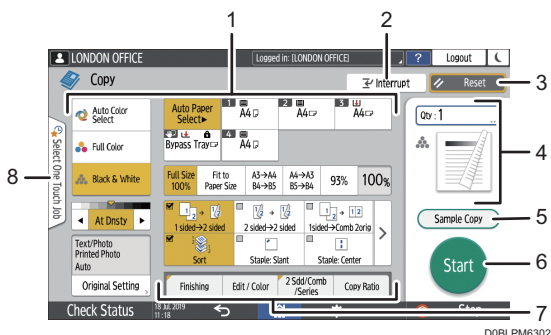 1
2
LONDON OFFICE
Logged in: [LONDON OFFICE]
?
Logout
Copy
Interrupt
Reset
3
Auto Color
Select
Full Color
Black & White
At Dnsty
Text/Photo
Printed Photo
Auto
Original Setting
Auto Paper
Select▶
1
A4
2
A4
3
A4
Bypass Tray
4
A4
Full Size
100%
Fit to
Paper Size
A3→A4
B4→B5
A4→A3
B5→B4
93%
100%
1 sided→2 sided
2 sided→2 sided
1 sided→Comb 2orig
Sort
Staple: Slant
Staple: Center
Finishing
Edit / Color
2 Sdd/Comb
/Series
Copy Ratio
Qty : 1
4
Sample Copy
5
Start
6
7
8
Select One Touch Job
Check Status
18 Jul. 2019
11:18
Stop
D0BLPM6302